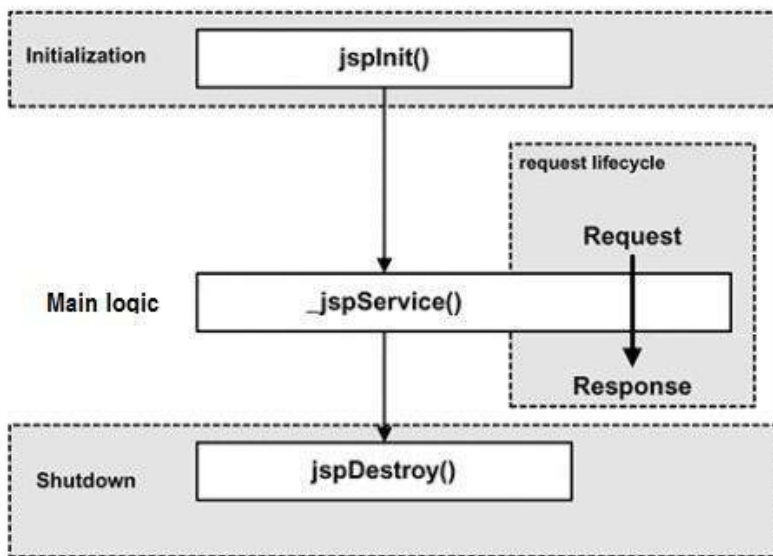 Initialization
jspInit()
request lifecycle
Request
Main logic
_jspService()
Response
Shutdown
jspDestroy()